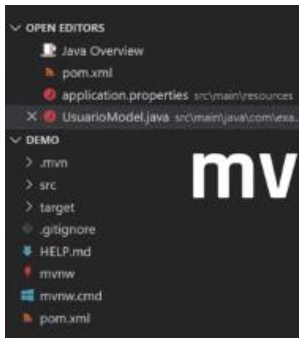 OPEN EDITORS
Java Overview
pom.xml
application.properties src\main\resources
UsuarioModel.java src\main\java\com\exa...
DEMO
.mvn
src
target
.gitignore
HELP.md
mvnw
mvnw.cmd
pom.xml
mv